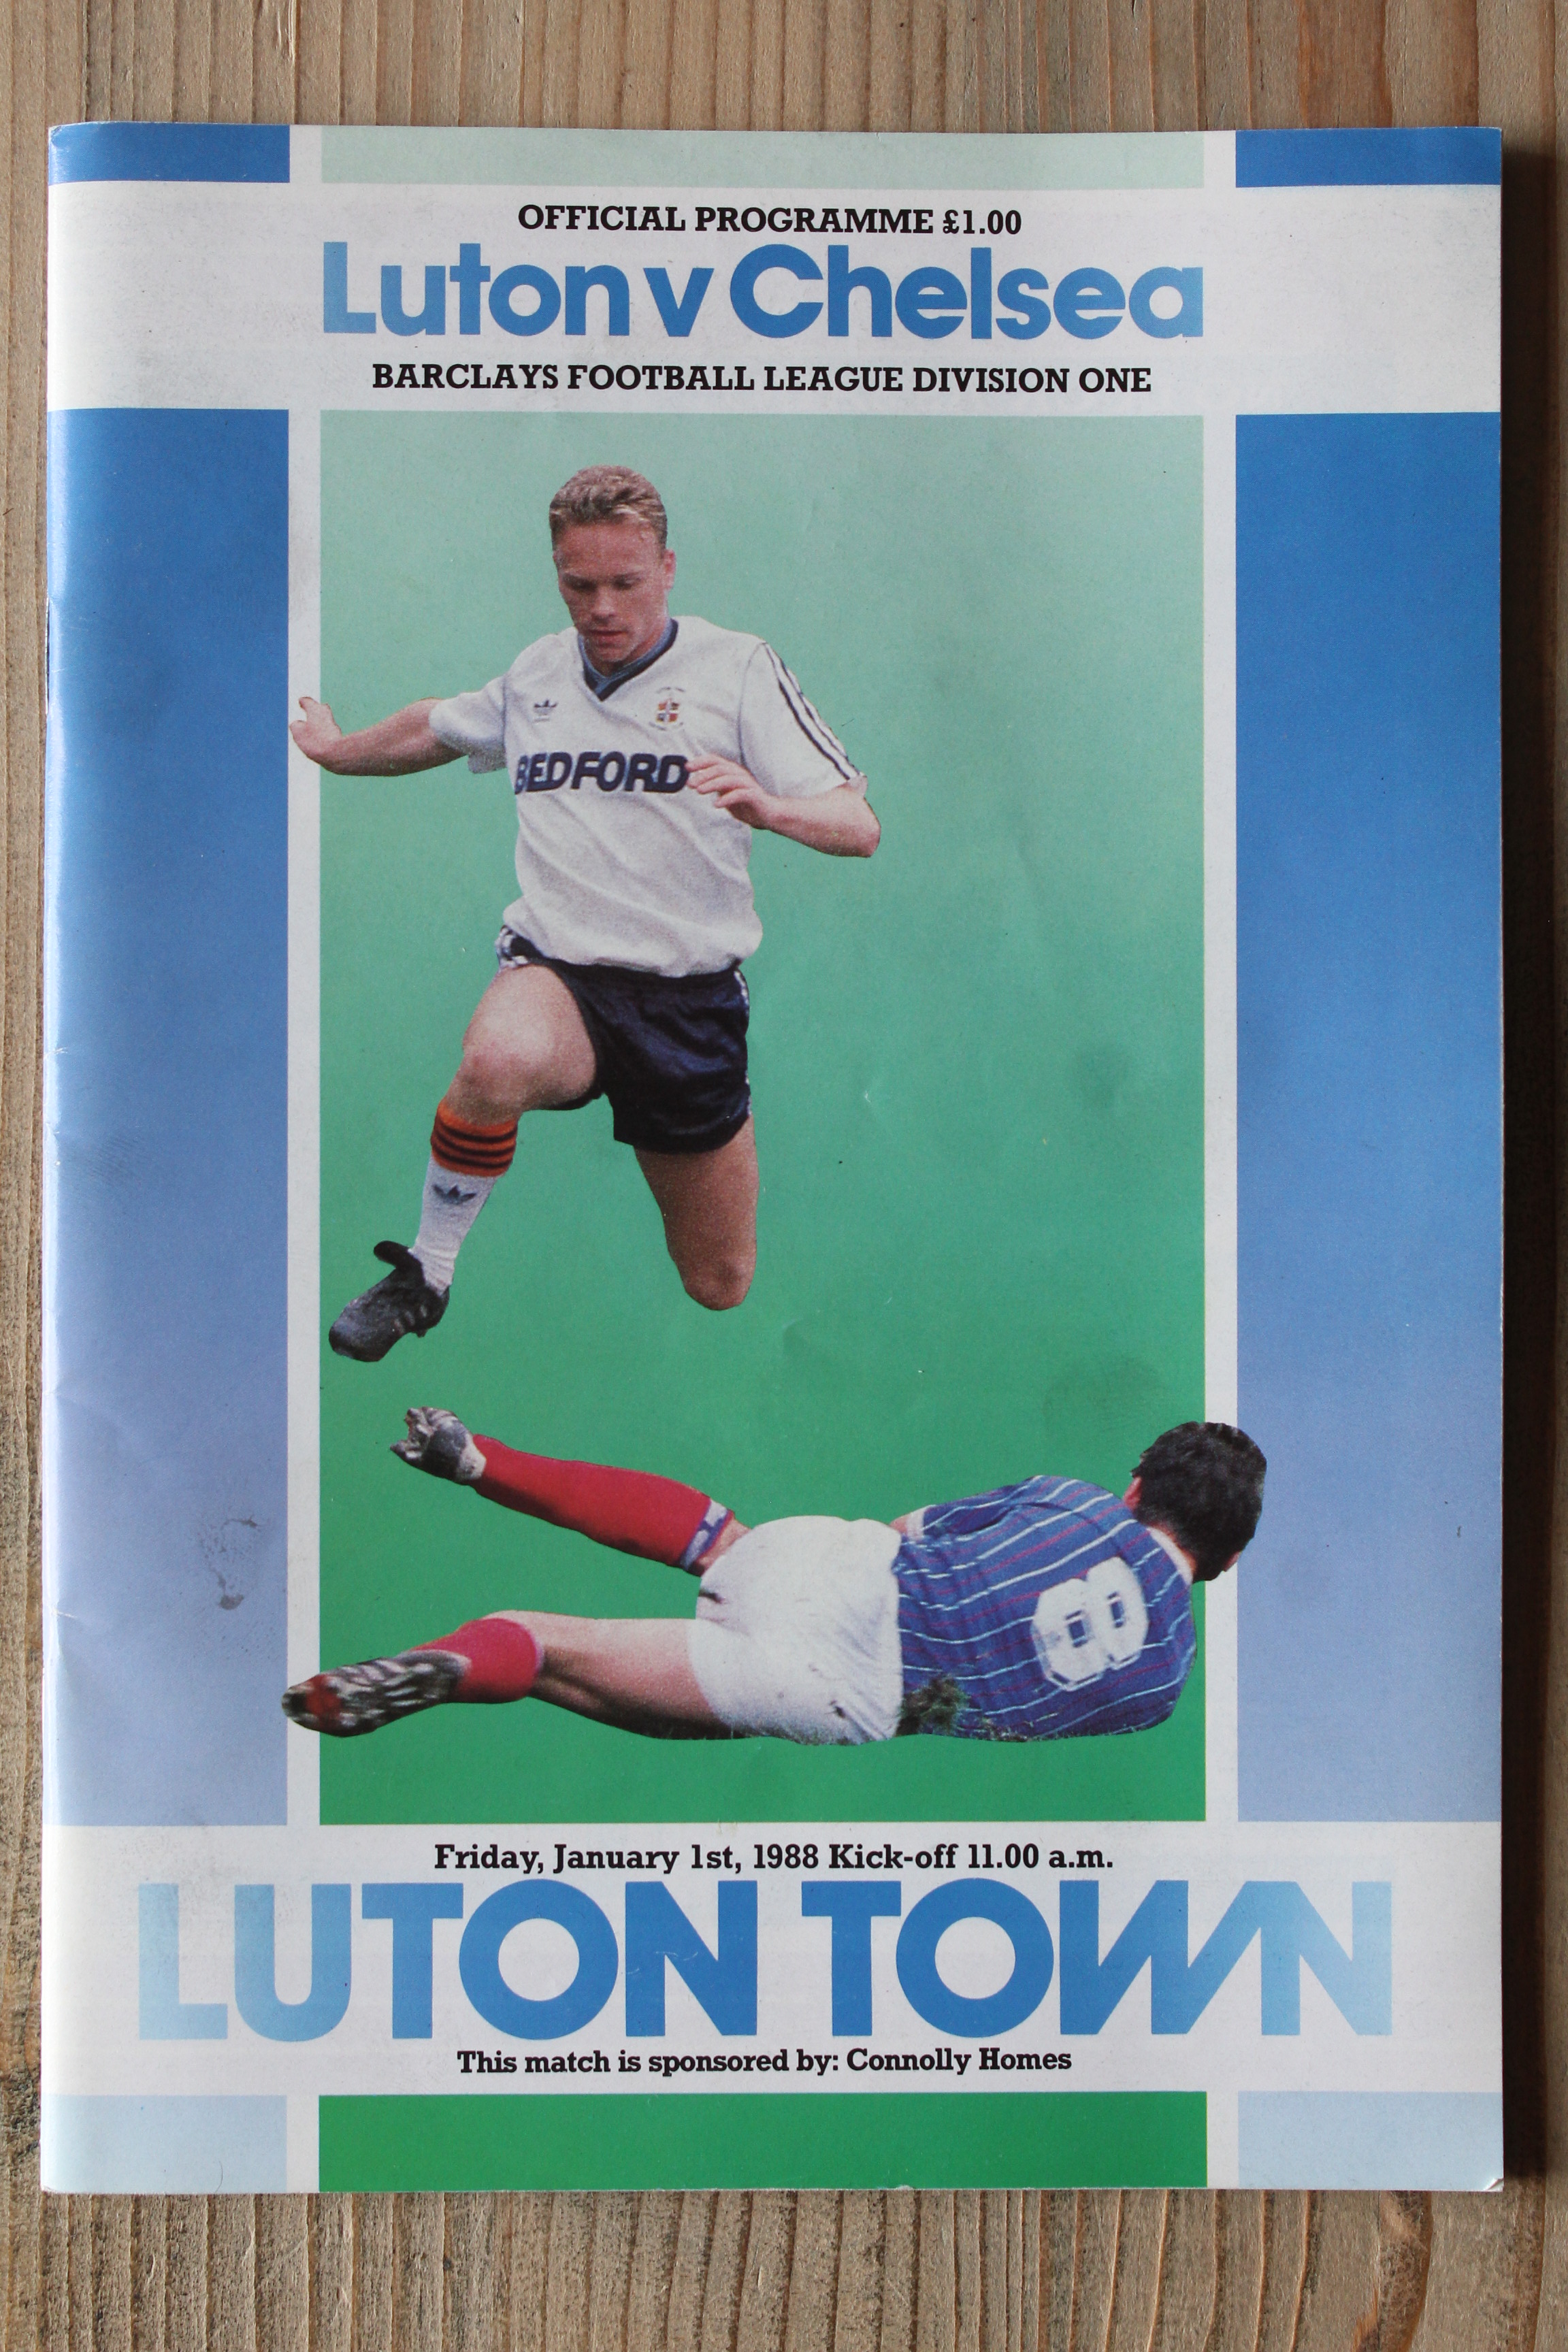 OFFICIAL PROGRAMME £1.00
Luton v Chelsea
BARCLAYS FOOTBALL LEAGUE DIVISION ONE
BEDFORD
8
Friday, January 1st, 1988 Kick-off 11.00 a.m.
LUTON TOWN
This match is sponsored by: Connolly Homes